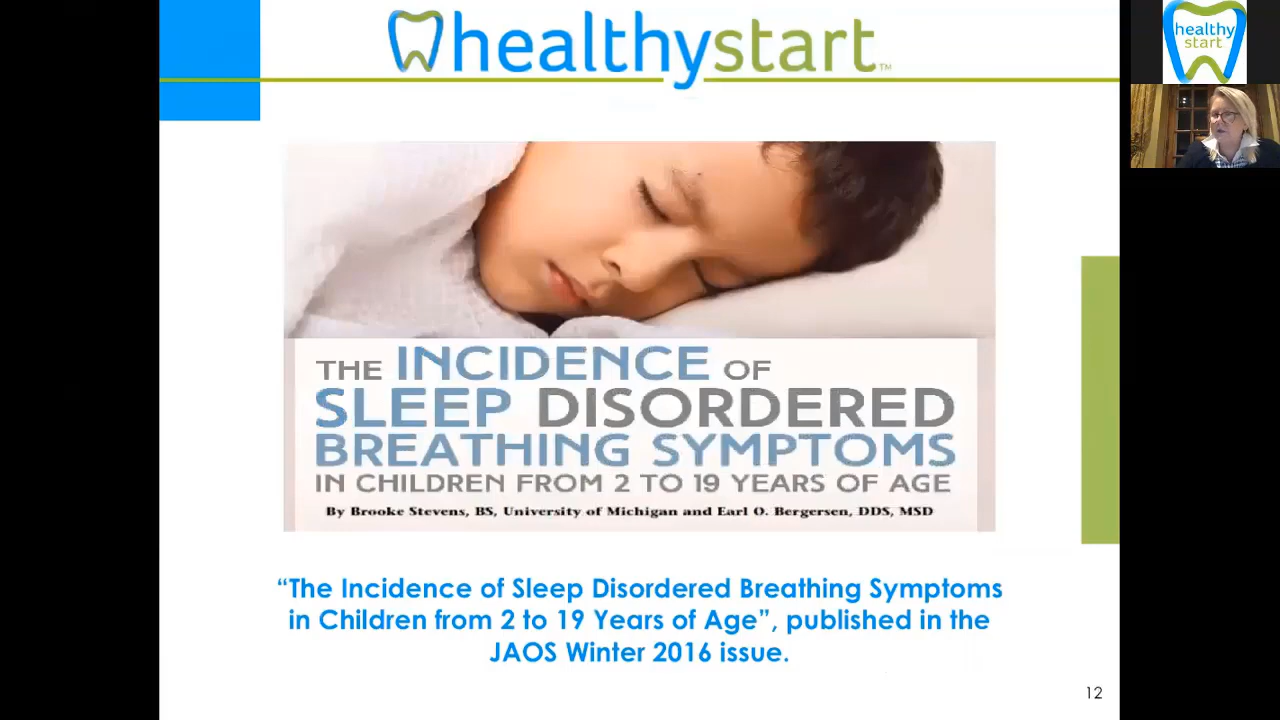 healthystart™
healthy
start
THE INCIDENCE OF
SLEEP DISORDERED
BREATHING SYMPTOMS
IN CHILDREN FROM 2 TO 19 YEARS OF AGE
By Brooke Stevens, BS, University of Michigan and Earl O. Bergersen, DDS, MSD
“The Incidence of Sleep Disordered Breathing Symptoms
in Children from 2 to 19 Years of Age”, published in the
JAOS Winter 2016 issue.
12